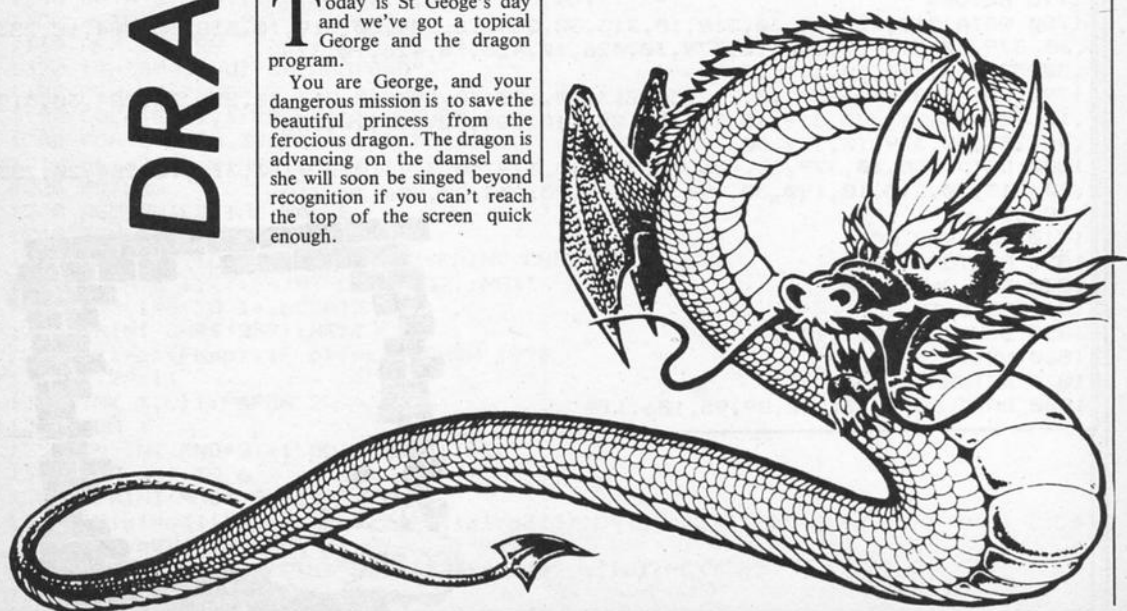 DRA
Today is St Geoge's day
and we've got a topical
George and the dragon
program.
You are George, and your
dangerous mission is to save the
beautiful princess from the
ferocious dragon. The dragon is
advancing on the damsel and
she will soon be singed beyond
recognition if you can't reach
the top of the screen quick
enough.